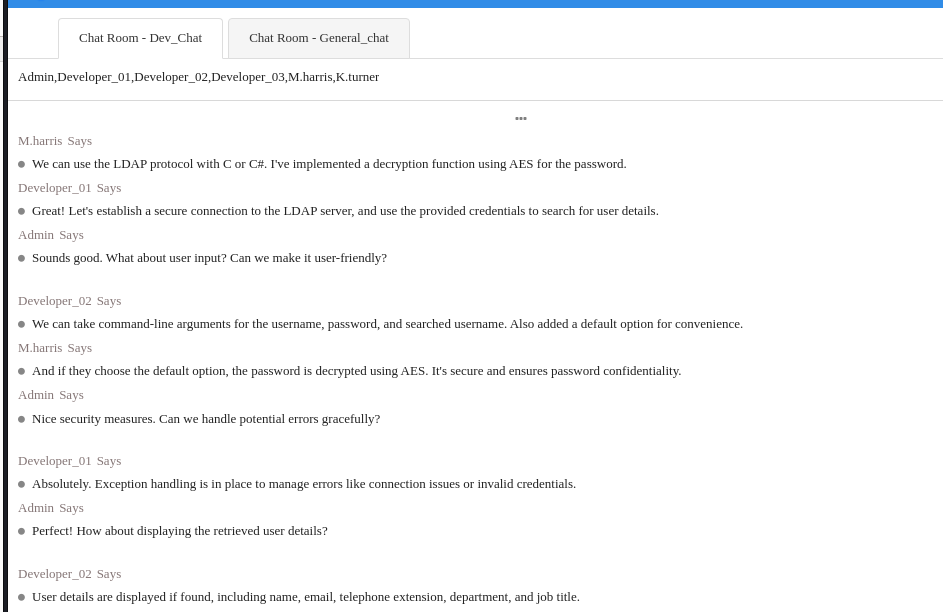 Chat Room - Dev_Chat
Chat Room - General_chat
Admin,Developer_01,Developer_02,Developer_03,M.harris,K.turner
M.harris Says
We can use the LDAP protocol with C or C#. I've implemented a decryption function using AES for the password.
Developer_01 Says
Great! Let's establish a secure connection to the LDAP server, and use the provided credentials to search for user details.
Admin Says
Sounds good. What about user input? Can we make it user-friendly?
Developer_02 Says
We can take command-line arguments for the username, password, and searched username. Also added a default option for convenience.
M.harris Says
And if they choose the default option, the password is decrypted using AES. It's secure and ensures password confidentiality.
Admin Says
Nice security measures. Can we handle potential errors gracefully?
Developer_01 Says
Absolutely. Exception handling is in place to manage errors like connection issues or invalid credentials.
Admin Says
Perfect! How about displaying the retrieved user details?
Developer_02 Says
User details are displayed if found, including name, email, telephone extension, department, and job title.